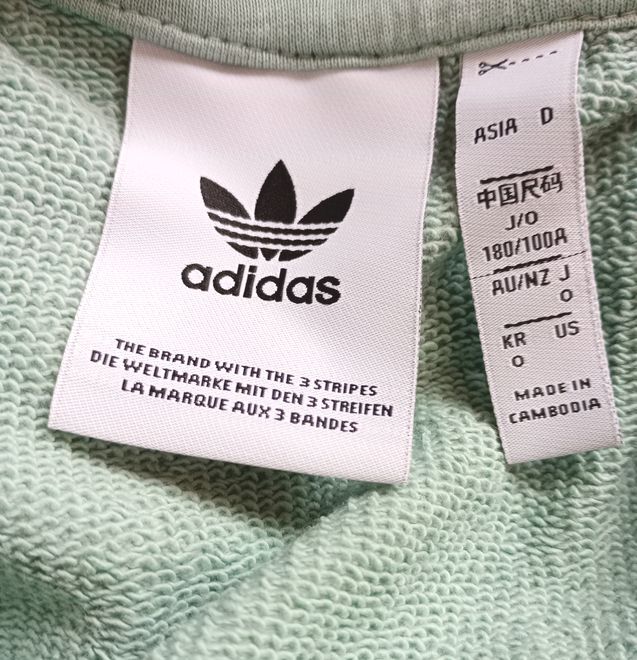 adidas
THE BRAND WITH THE 3 STRIPES
DIE WELTMARKE MIT DEN 3 STREIFEN
LA MARQUE AUX 3 BANDES
ASIA D
中国尺码
J/O
180/100A
AU/NZ J
O
KR US
O
MADE IN
CAMBODIA